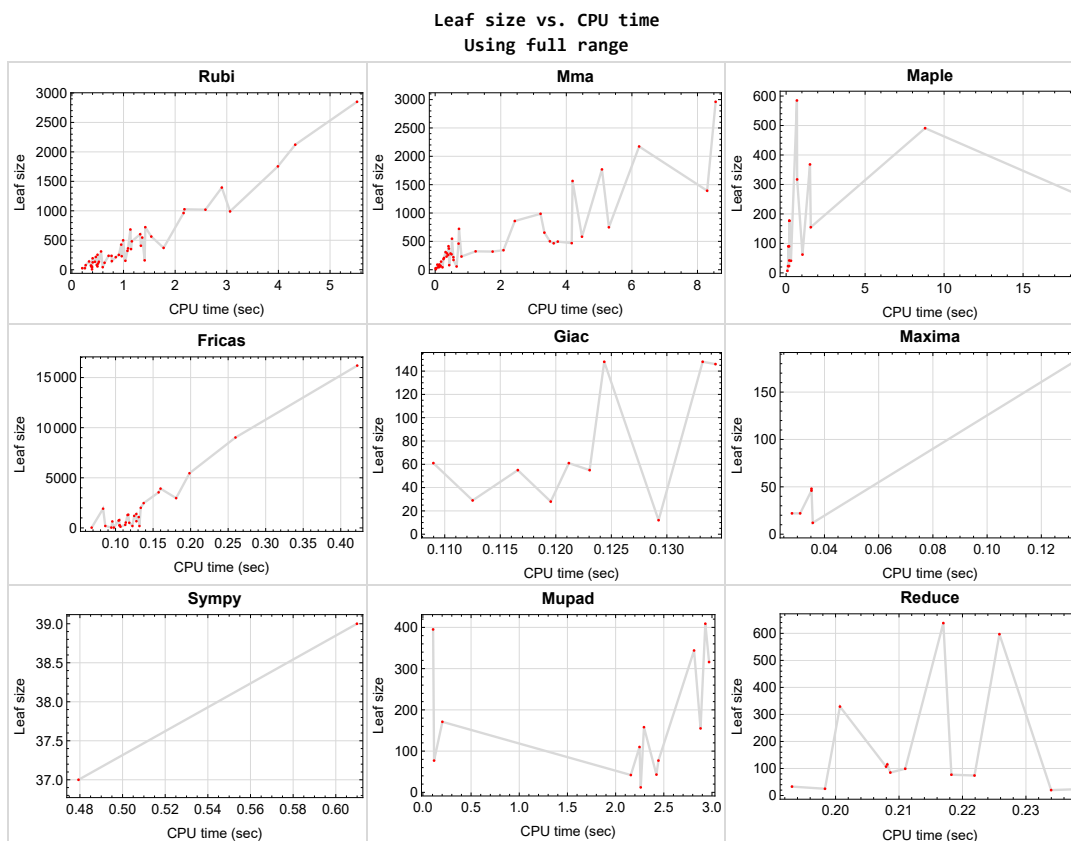 Leaf size vs. CPU time
Using full range
Rubi
Mma
Maple
Leaf size
3000
2500
2000
1500
1000
500
0
0 1 2 3 4 5
CPU time (sec)
Leaf size
3000
2500
2000
1500
1000
500
0
0 2 4 6 8
CPU time (sec)
Leaf size
600
500
400
300
200
100
0
0 5 10 15
CPU time (sec)
Fricas
Giac
Maxima
Leaf size
15000
10000
5000
0
0.10 0.15 0.20 0.25 0.30 0.35 0.40
CPU time (sec)
Leaf size
140
120
100
80
60
40
20
0
0.110 0.115 0.120 0.125 0.130
CPU time (sec)
Leaf size
150
100
50
0
0.04 0.06 0.08 0.10 0.12
CPU time (sec)
Sympy
Mupad
Reduce
Leaf size
39.0
38.5
38.0
37.5
37.0
0.48 0.50 0.52 0.54 0.56 0.58 0.60
CPU time (sec)
Leaf size
400
300
200
100
0
0.0 0.5 1.0 1.5 2.0 2.5 3.0
CPU time (sec)
Leaf size
600
500
400
300
200
100
0
0.20 0.21 0.22 0.23
CPU time (sec)